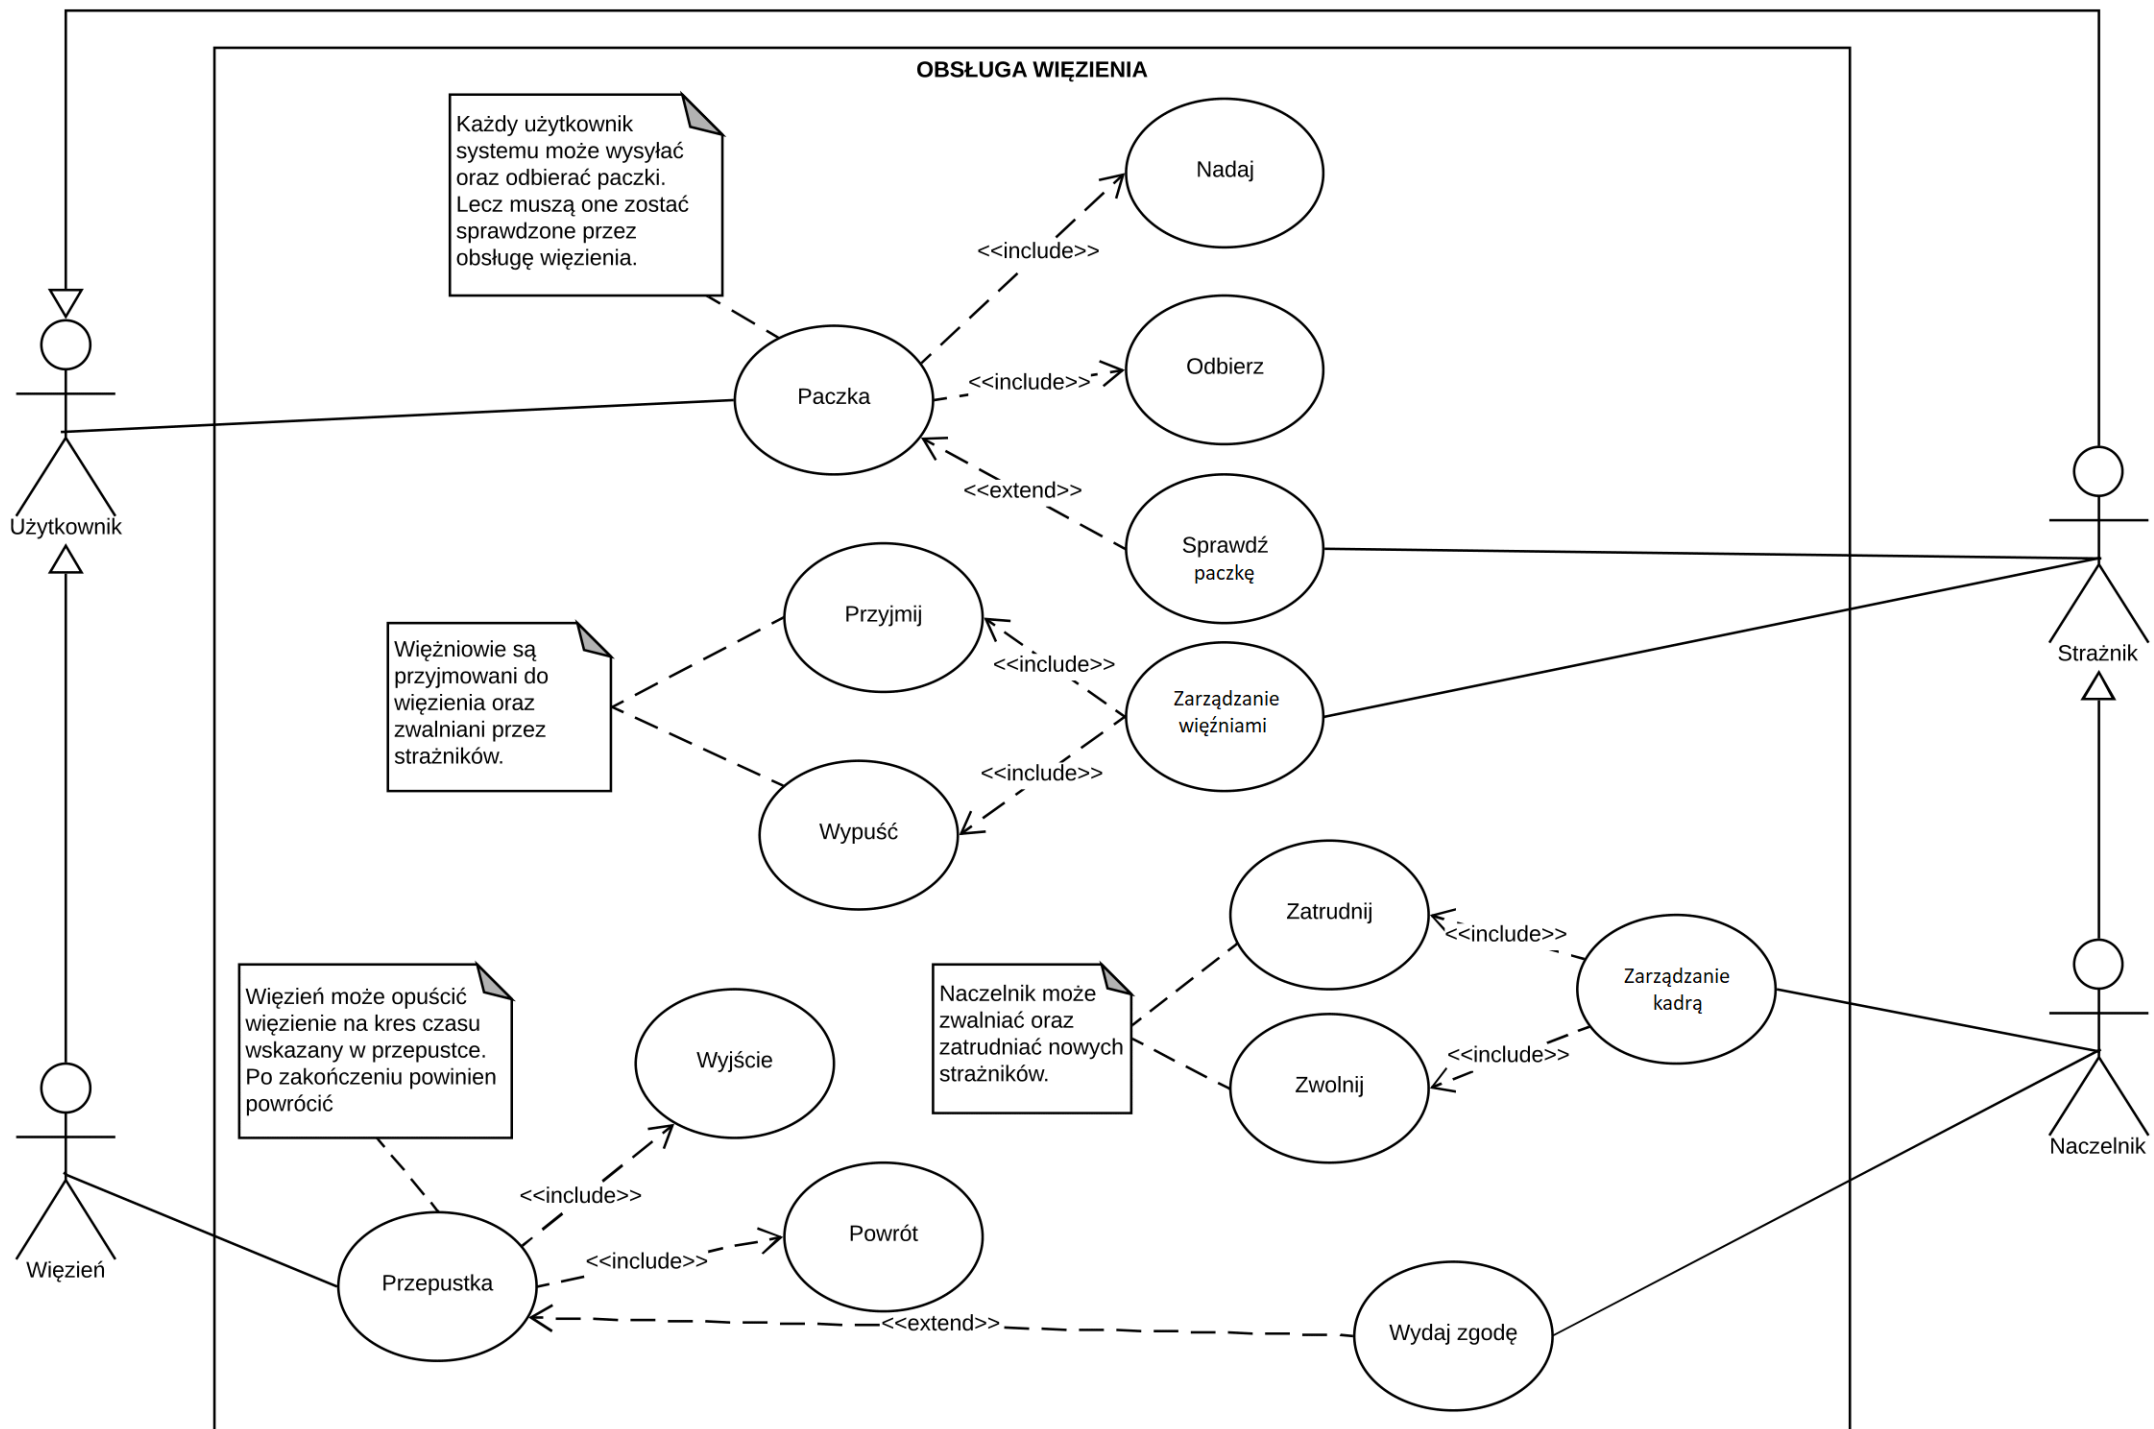 OBSŁUGA WIĘZIENIA
Każdy użytkownik
systemu może wysyłać
oraz odbierać paczki.
Lecz muszą one zostać
sprawdzone przez
obsługę więzienia.
Nadaj
<<include>>
Odbierz
<<include>>
Paczka
<<extend>>
Użytkownik
Sprawdź
paczkę
Przyjmij
Więżniowie są
przyjmowani do
więzienia oraz
zwalniani przez
strażników.
<<include>>
Strażnik
Zarządzanie
więźniami
<<include>>
Wypuść
Zatrudnij
<<include>>
Zarządzanie
kadrą
Więzień może opuścić
więzienie na kres czasu
wskazany w przepustce.
Po zakończeniu powinien
powrócić
Naczelnik może
zwalniać oraz
zatrudniać nowych
strażników.
Wyjście
<<include>>
Zwolnij
Naczelnik
<<include>>
Powrót
<<include>>
Więzień
Przepustka
<<extend>>
Wydaj zgodę